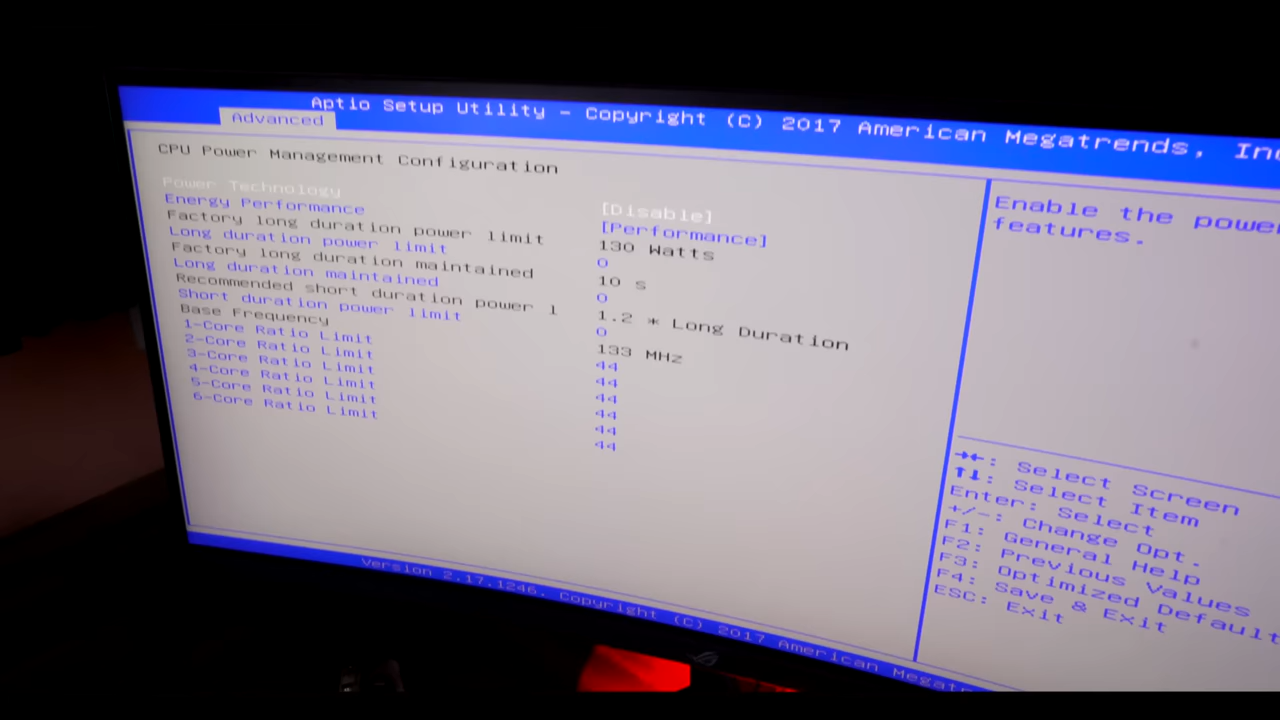 Aptio Setup Utility – Copyright (C) 2017 American Megatrends,
Advanced
CPU Power Management Configuration
Power Technology [Disable]
Energy Performance [Performance]
Factory long duration power limit 130 Watts
Long duration power limit 0
Factory long duration maintained 10 s
Long duration maintained 0
Recommended short duration power l 1.2 * Long Duration
Short duration power limit 0
Base Frequency 133 MHz
1-Core Ratio Limit 44
2-Core Ratio Limit 44
3-Core Ratio Limit 44
4-Core Ratio Limit 44
5-Core Ratio Limit 44
6-Core Ratio Limit 44
Enable the power
features.
→←: Select Screen
↑↓: Select Item
Enter: Select
+/-: Change Opt.
F1: General Help
F2: Previous Values
F3: Optimized Default
F4: Save & Exit
ESC: Exit
Version 2.17.1246. Copyright (C) 2017 American Megatr